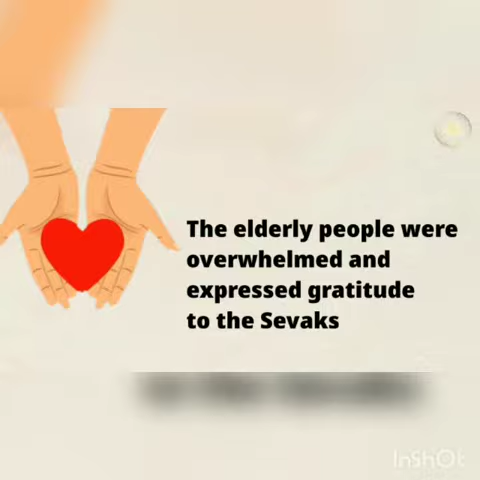 The elderly people were
overwhelmed and
expressed gratitude
to the Sevaks
InShOt